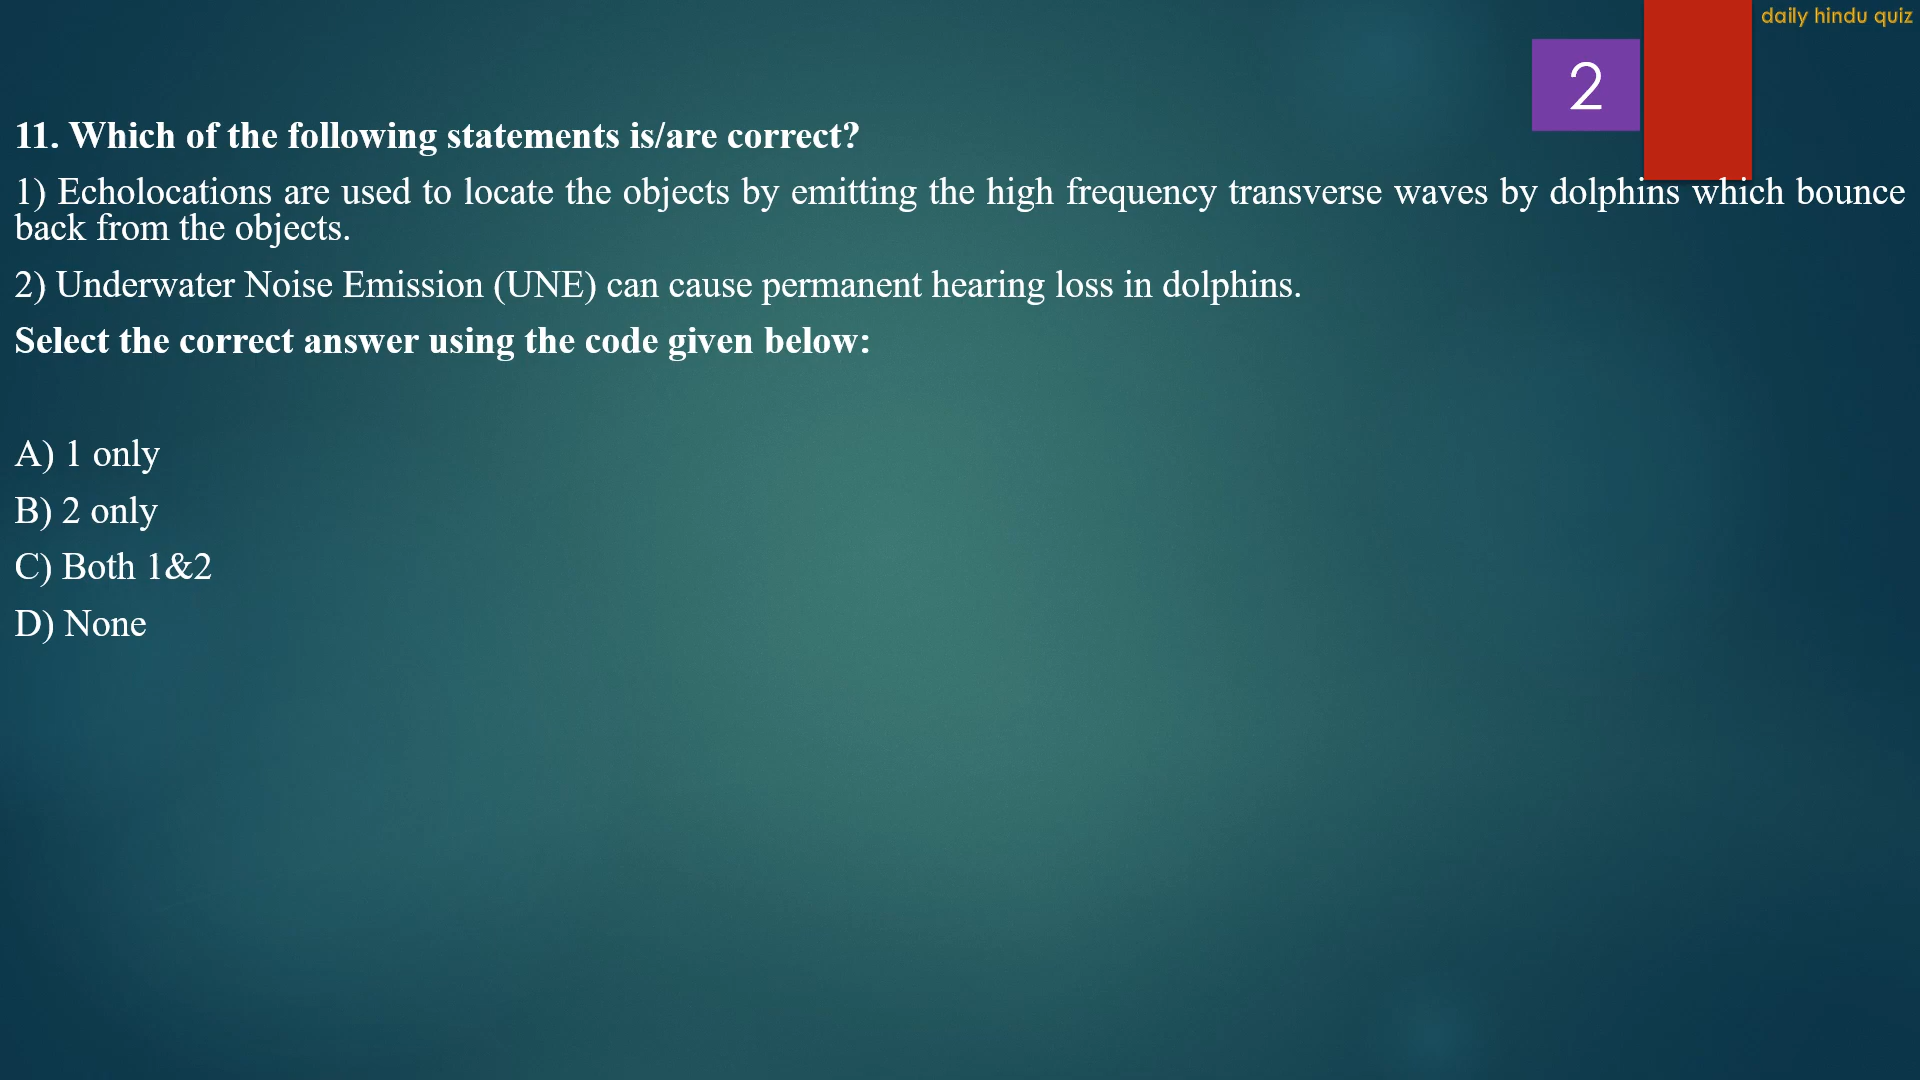 daily hindu quiz
2
11. Which of the following statements is/are correct?
1) Echolocations are used to locate the objects by emitting the high frequency transverse waves by dolphins which bounce
back from the objects.
2) Underwater Noise Emission (UNE) can cause permanent hearing loss in dolphins.
Select the correct answer using the code given below:
A) 1 only
B) 2 only
C) Both 1&2
D) None